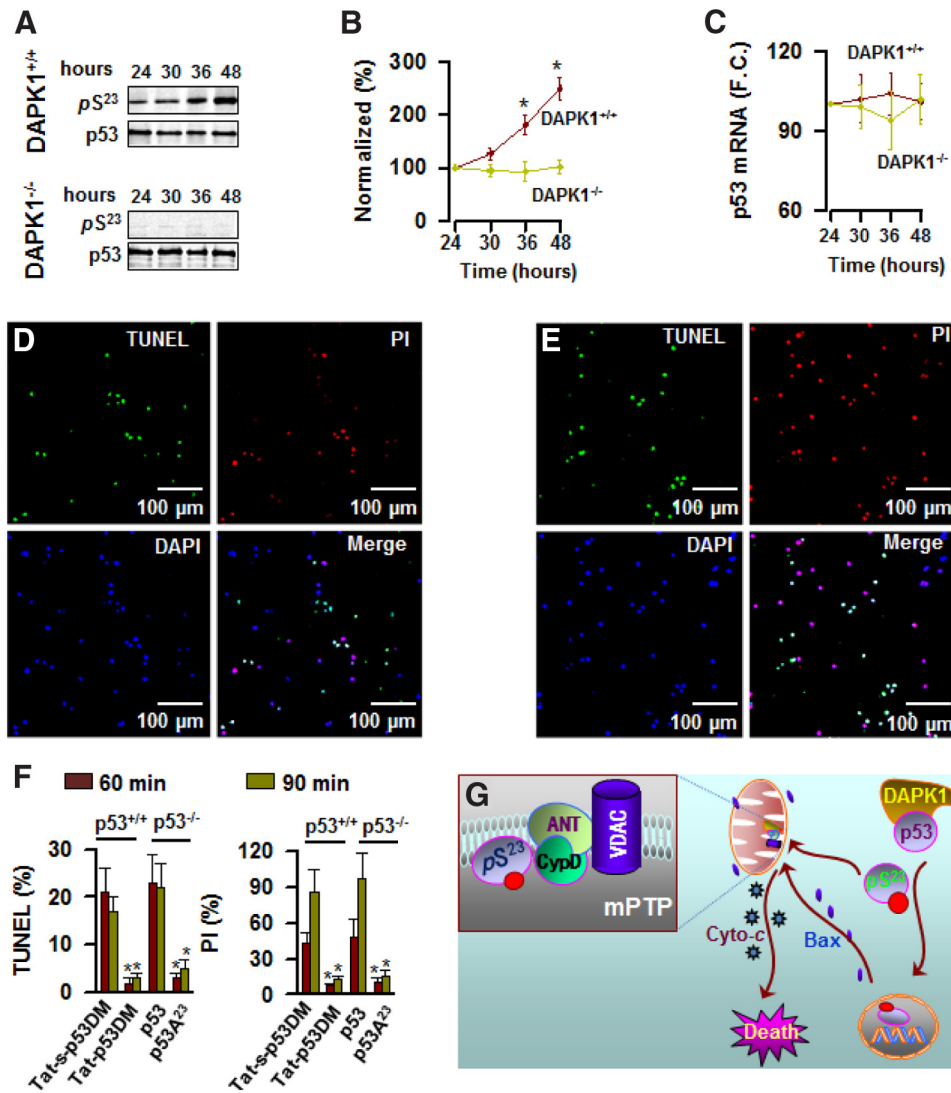 A
DAPK1+/+
hours 24 30 36 48
pS23
p53
DAPK1-/-
hours 24 30 36 48
pS23
p53
B
Normalized (%)
300
250
200
150
100
50
0
*
*
DAPK1+/+
DAPK1-/-
24 30 36 48
Time (hours)
C
p53 mRNA (F.C.)
120
90
60
DAPK1+/+
DAPK1-/-
24 30 36 48
Time (hours)
D
TUNEL
100 µm
PI
100 µm
DAPI
100 µm
Merge
100 µm
E
TUNEL
100 µm
PI
100 µm
DAPI
100 µm
Merge
100 µm
F
60 min
90 min
TUNEL (%)
30
20
10
0
p53+/+
p53-/-
* *
* *
Tat-s-p53DM
Tat-p53DM
p53
p53A23
PI (%)
120
90
60
30
0
p53+/+
p53-/-
* *
* *
Tat-s-p53DM
Tat-p53DM
p53
p53A23
G
ANT
VDAC
pS23
CypD
mPTP
DAPK1
p53
pS23
Cyto-c
Bax
Death